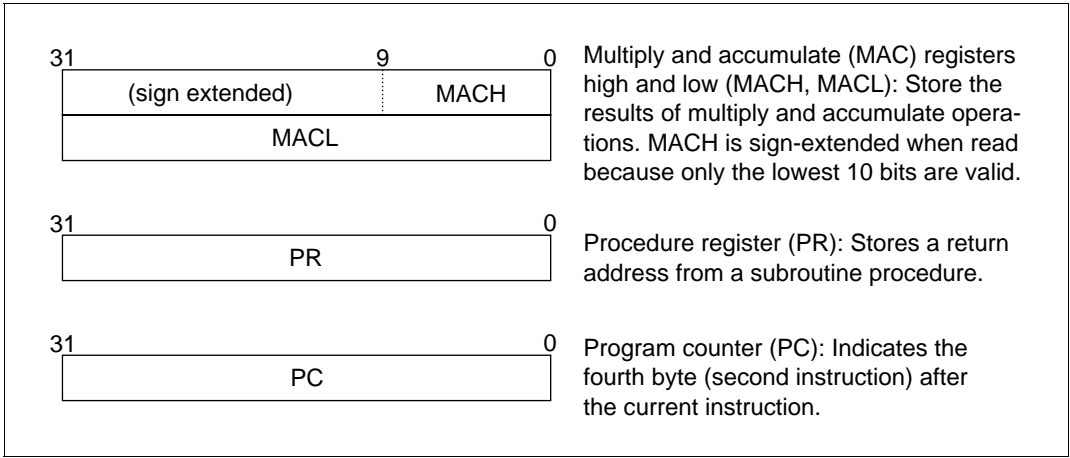 31 9 0
(sign extended) MACH
MACL
Multiply and accumulate (MAC) registers
high and low (MACH, MACL): Store the
results of multiply and accumulate opera-
tions. MACH is sign-extended when read
because only the lowest 10 bits are valid.
31 0
PR
Procedure register (PR): Stores a return
address from a subroutine procedure.
31 0
PC
Program counter (PC): Indicates the
fourth byte (second instruction) after
the current instruction.